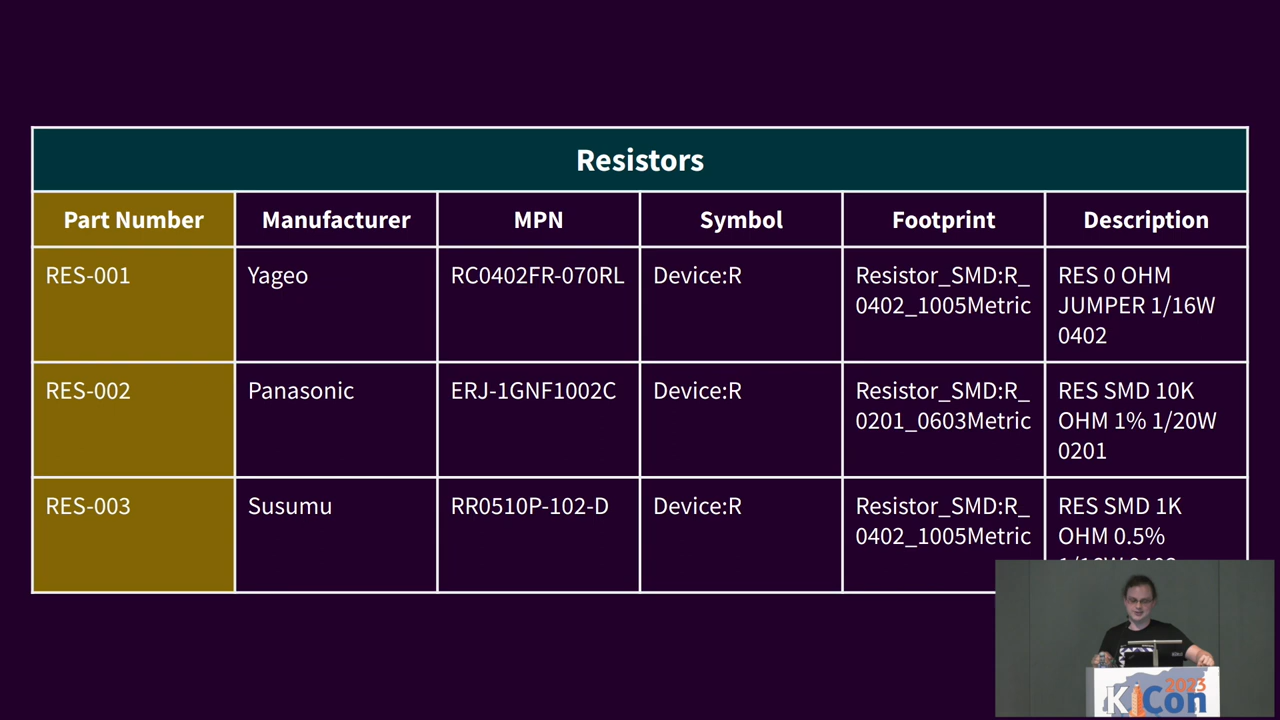 Resistors
Part Number Manufacturer MPN Symbol Footprint Description
RES-001 Yageo RC0402FR-070RL Device:R Resistor_SMD:R_ RES 0 OHM
0402_1005Metric JUMPER 1/16W
0402
RES-002 Panasonic ERJ-1GNF1002C Device:R Resistor_SMD:R_ RES SMD 10K
0201_0603Metric OHM 1% 1/20W
0201
RES-003 Susumu RR0510P-102-D Device:R Resistor_SMD:R_ RES SMD 1K
0402_1005Metric OHM 0.5%
2023
KiCon